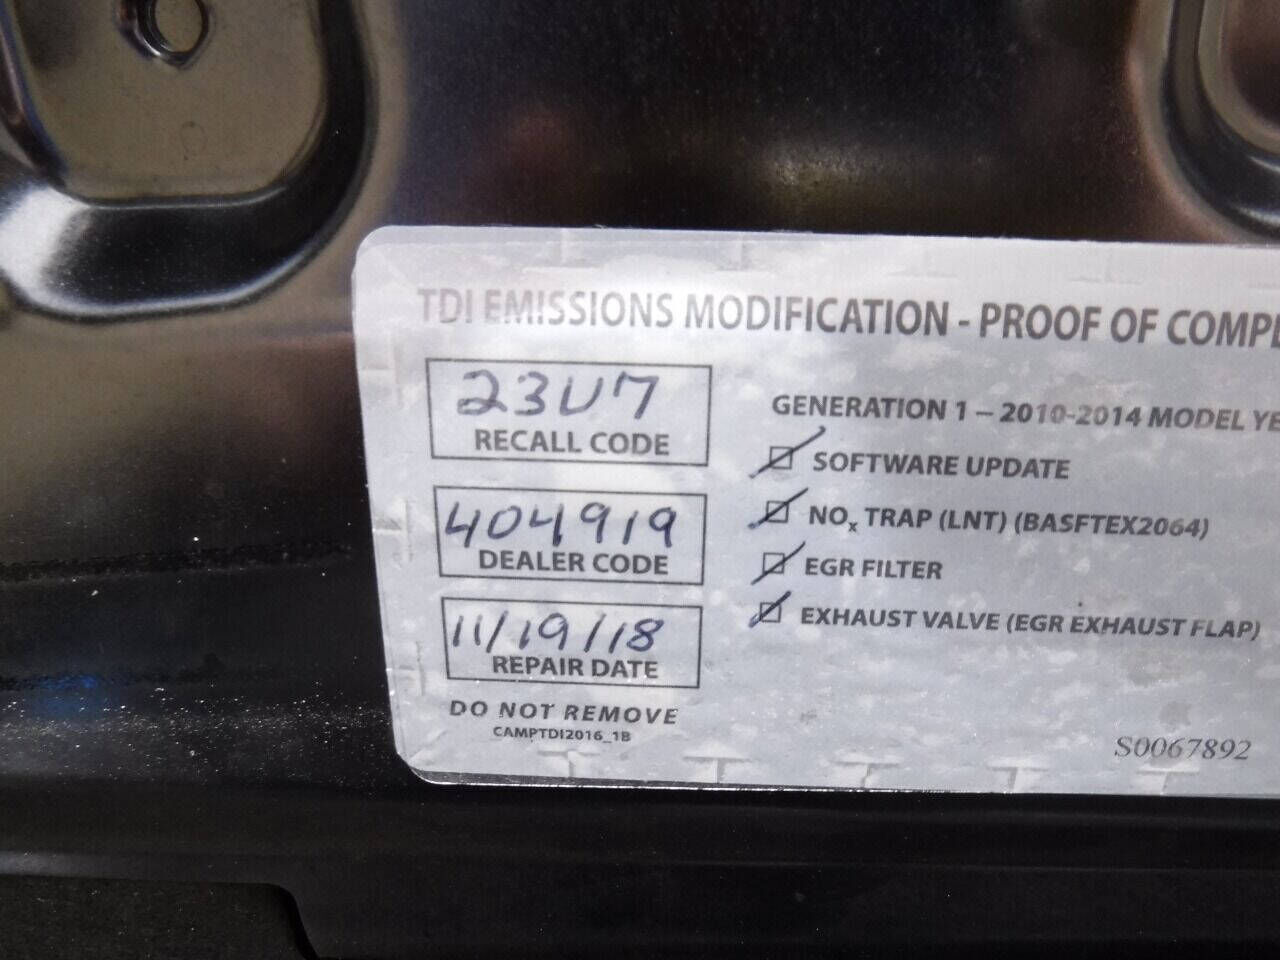 TDI EMISSIONS MODIFICATION - PROOF OF COMPL
23U7
RECALL CODE
404919
DEALER CODE
11/19/18
REPAIR DATE
DO NOT REMOVE
CAMPTDI2016_1B
GENERATION 1 – 2010-2014 MODEL YE
SOFTWARE UPDATE
NOx TRAP (LNT) (BASFTEX2064)
EGR FILTER
EXHAUST VALVE (EGR EXHAUST FLAP)
S0067892